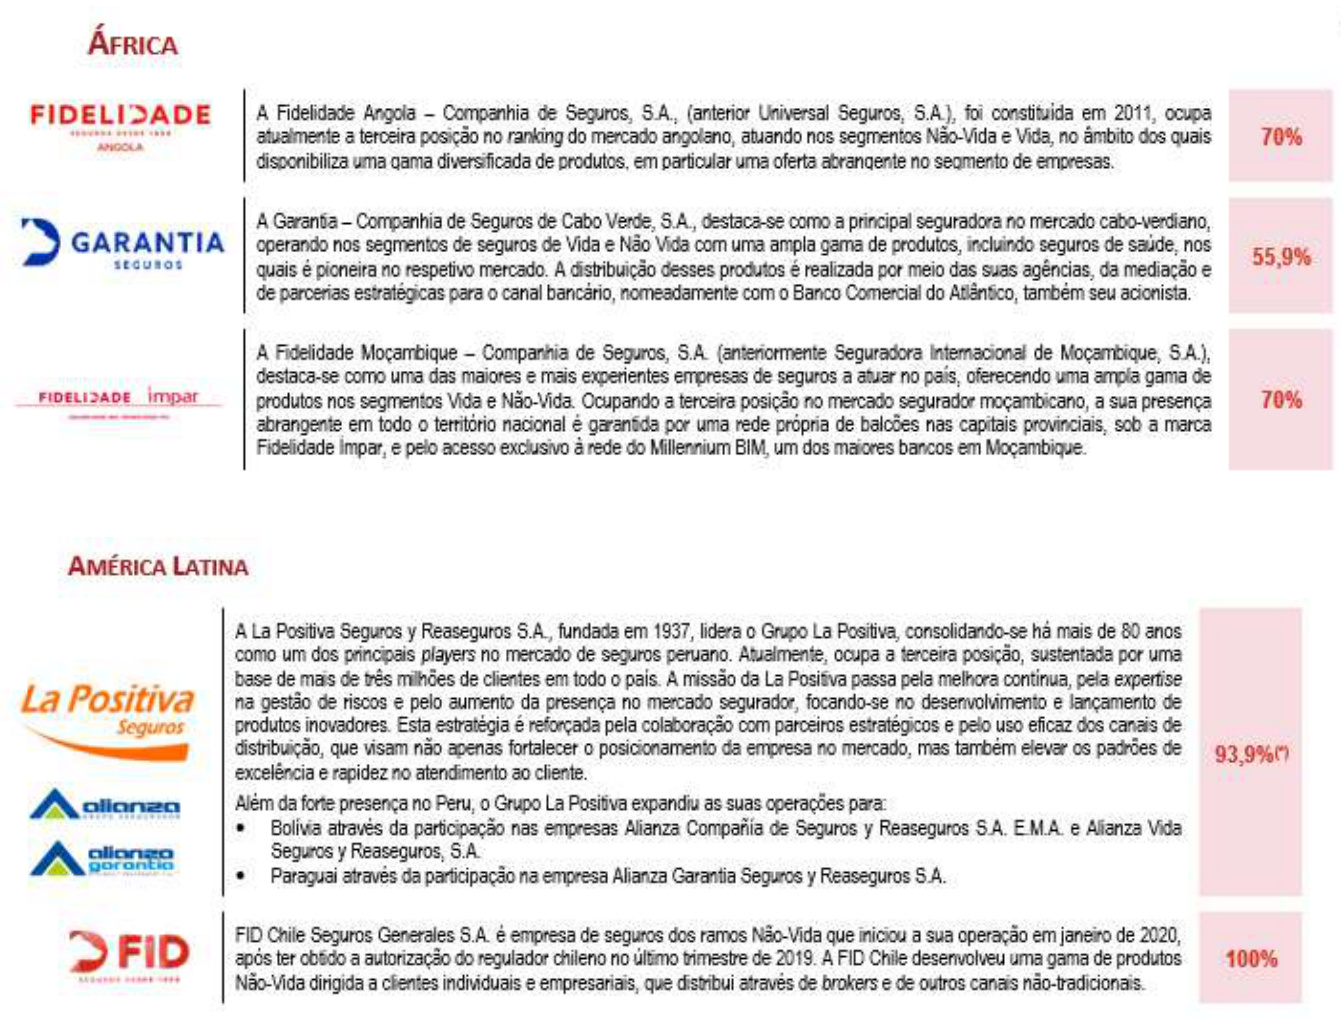 ÁFRICA
FIDELIDADE
SEGUROS DESDE 1808
ANGOLA
A Fidelidade Angola – Companhia de Seguros, S.A., (anterior Universal Seguros, S.A.), foi constituída em 2011, ocupa
atualmente a terceira posição no ranking do mercado angolano, atuando nos segmentos Não-Vida e Vida, no âmbito dos quais
disponibiliza uma gama diversificada de produtos, em particular uma oferta abrangente no segmento de empresas.
70%
GARANTIA
SEGUROS
A Garantia – Companhia de Seguros de Cabo Verde, S.A., destaca-se como a principal seguradora no mercado cabo-verdiano,
operando nos segmentos de seguros de Vida e Não Vida com uma ampla gama de produtos, incluindo seguros de saúde, nos
quais é pioneira no respetivo mercado. A distribuição desses produtos é realizada por meio das suas agências, da mediação e
de parcerias estratégicas para o canal bancário, nomeadamente com o Banco Comercial do Atlântico, também seu acionista.
55,9%
FIDELIDADE ímpar
A Fidelidade Moçambique – Companhia de Seguros, S.A. (anteriormente Seguradora Internacional de Moçambique, S.A.),
destaca-se como uma das maiores e mais experientes empresas de seguros a atuar no país, oferecendo uma ampla gama de
produtos nos segmentos Vida e Não-Vida. Ocupando a terceira posição no mercado segurador moçambicano, a sua presença
abrangente em todo o território nacional é garantida por uma rede própria de balcões nas capitais provinciais, sob a marca
Fidelidade Ímpar, e pelo acesso exclusivo à rede do Millennium BIM, um dos maiores bancos em Moçambique.
70%
AMÉRICA LATINA
La Positiva
Seguros
alianza
alianza
garantia
A La Positiva Seguros y Reaseguros S.A., fundada em 1937, lidera o Grupo La Positiva, consolidando-se há mais de 80 anos
como um dos principais players no mercado de seguros peruano. Atualmente, ocupa a terceira posição, sustentada por uma
base de mais de três milhões de clientes em todo o país. A missão da La Positiva passa pela melhora contínua, pela expertise
na gestão de riscos e pelo aumento da presença no mercado segurador, focando-se no desenvolvimento e lançamento de
produtos inovadores. Esta estratégia é reforçada pela colaboração com parceiros estratégicos e pelo uso eficaz dos canais de
distribuição, que visam não apenas fortalecer o posicionamento da empresa no mercado, mas também elevar os padrões de
excelência e rapidez no atendimento ao cliente.
Além da forte presença no Peru, o Grupo La Positiva expandiu as suas operações para:
• Bolívia através da participação nas empresas Alianza Compañía de Seguros y Reaseguros S.A. E.M.A. e Alianza Vida
Seguros y Reaseguros, S.A.
• Paraguai através da participação na empresa Alianza Garantia Seguros y Reaseguros S.A.
93,9%(*)
FID
SEGUROS DESDE 1808
FID Chile Seguros Generales S.A. é empresa de seguros dos ramos Não-Vida que iniciou a sua operação em janeiro de 2020,
após ter obtido a autorização do regulador chileno no último trimestre de 2019. A FID Chile desenvolveu uma gama de produtos
Não-Vida dirigida a clientes individuais e empresariais, que distribui através de brokers e de outros canais não-tradicionais.
100%